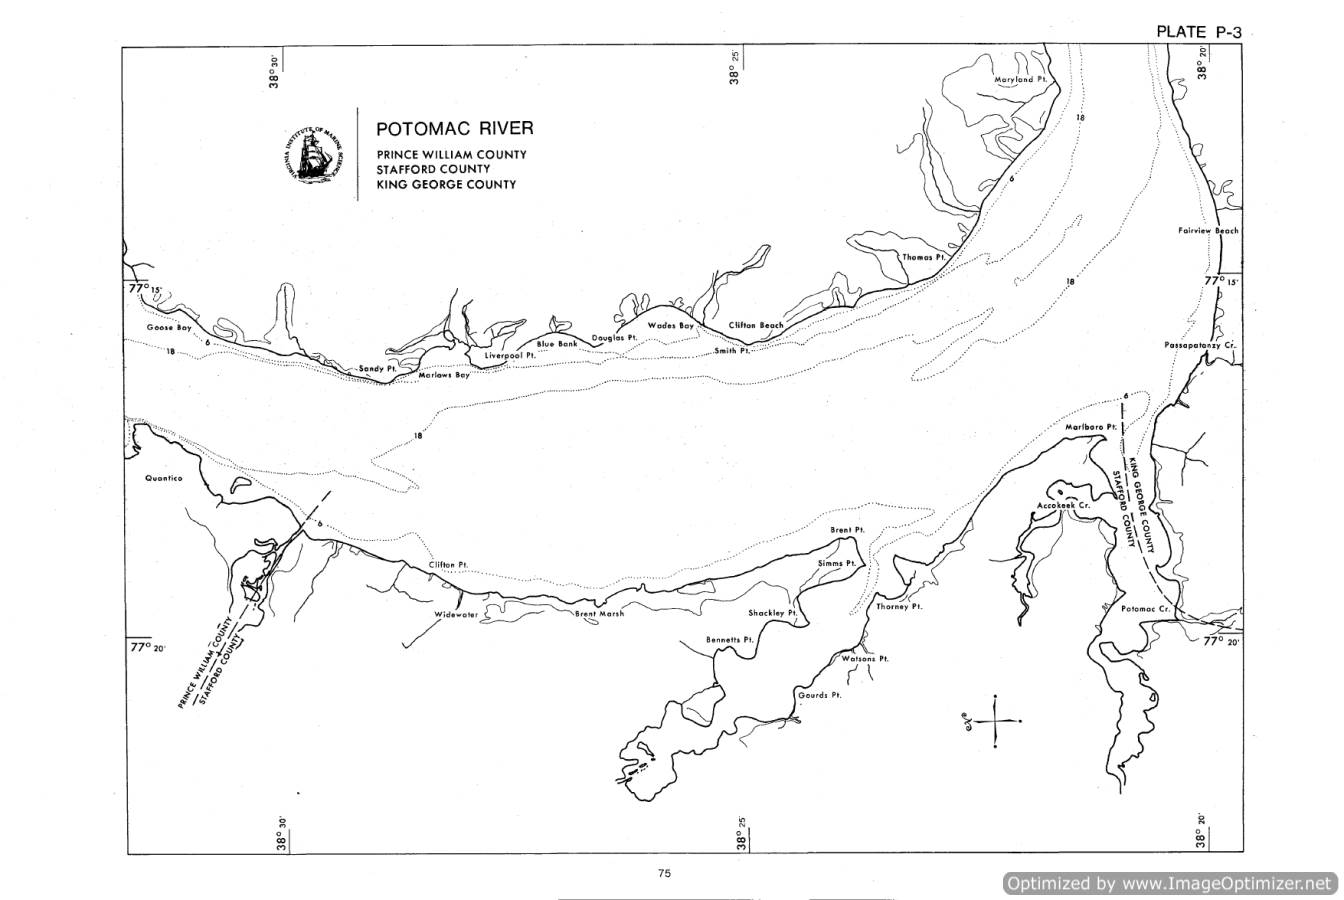 PLATE P-3
38° 30'
38° 25'
38° 20'
Maryland Pt.
18
VIRGINIA INSTITUTE OF MARINE SCIENCE
POTOMAC RIVER
PRINCE WILLIAM COUNTY
STAFFORD COUNTY
KING GEORGE COUNTY
6
Fairview Beach
Thomas Pt.
77° 15'
18
77° 15'
Goose Bay
Wades Bay
Clifton Beach
6
Blue Bank
Douglas Pt.
Passapatanzy Cr.
18
Liverpool Pt.
Smith Pt.
Sandy Pt.
Marlows Bay
6
18
Marlboro Pt.
Quantico
KING GEORGE COUNTY
STAFFORD COUNTY
Accokeek Cr.
6
Brent Pt.
Clifton Pt.
Simms Pt.
Widewater
Brent Marsh
Shackley Pt.
Thorney Pt.
Potomac Cr.
77° 20'
Bennetts Pt.
77° 20'
PRINCE WILLIAM COUNTY
STAFFORD COUNTY
Watsons Pt.
Gourds Pt.
N
38° 30'
38° 25'
38° 20'
75
Optimized by www.ImageOptimizer.net